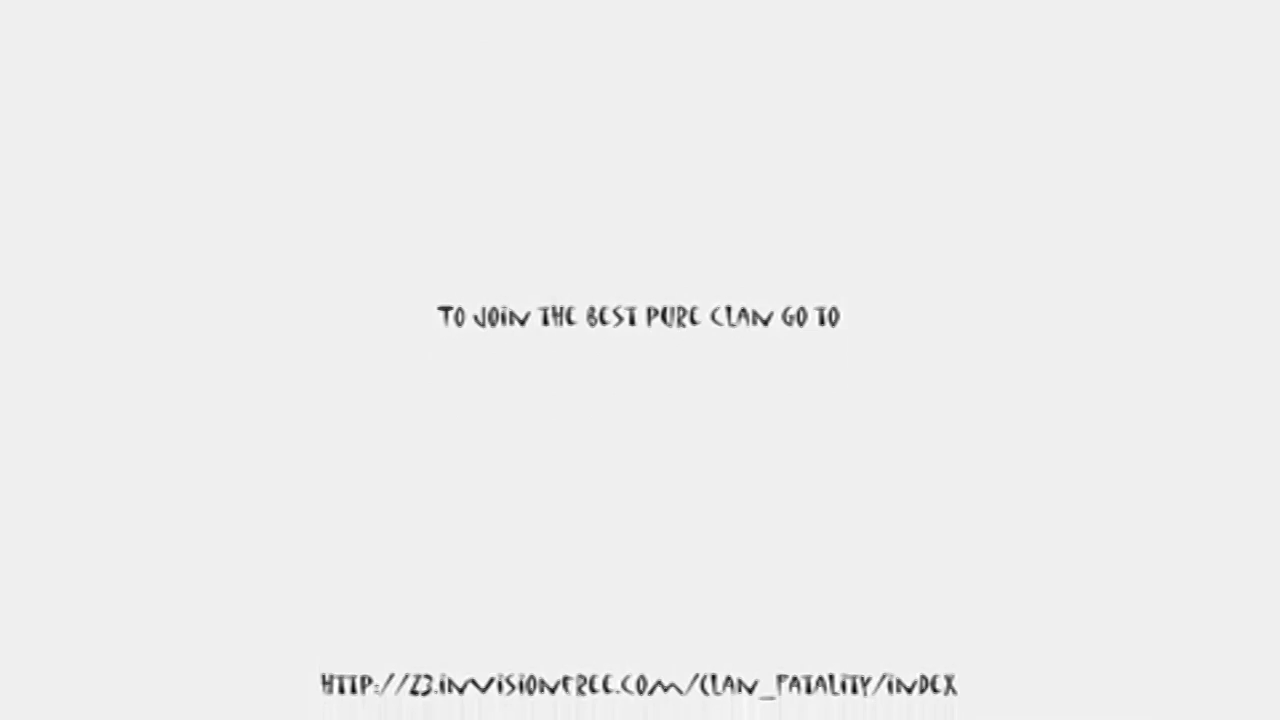 TO JOIN THE BEST PURE CLAN GO TO
HTTP://Z3.INVISIONFREE.COM/CLAN_FATALITY/INDEX